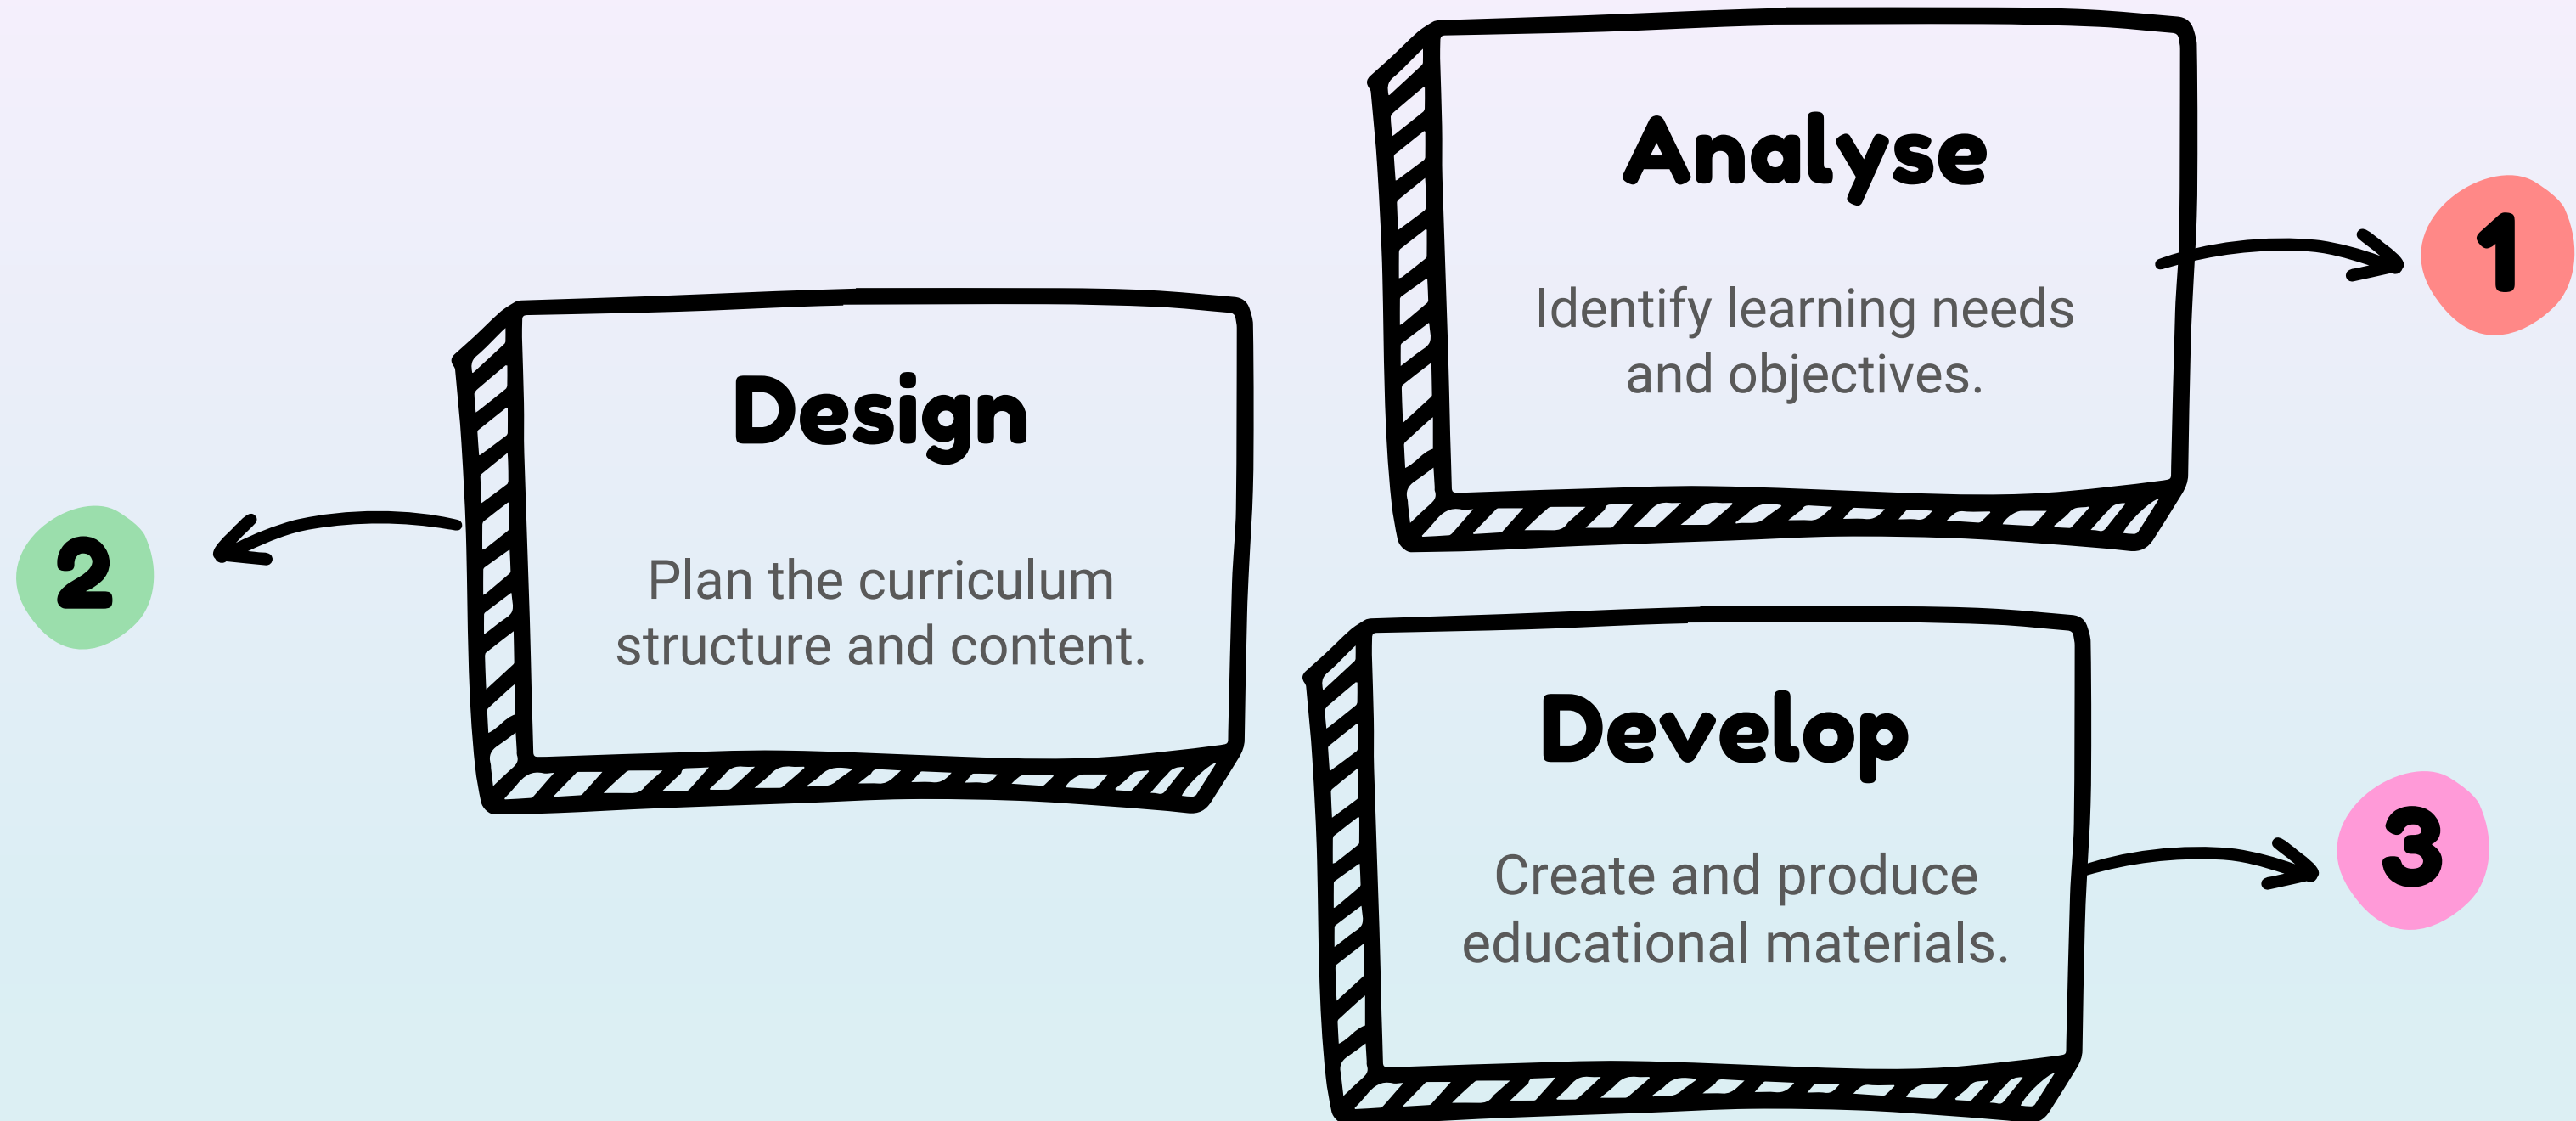 Analyse
Identify learning needs
and objectives.
1
Design
Plan the curriculum
structure and content.
2
Develop
Create and produce
educational materials.
3